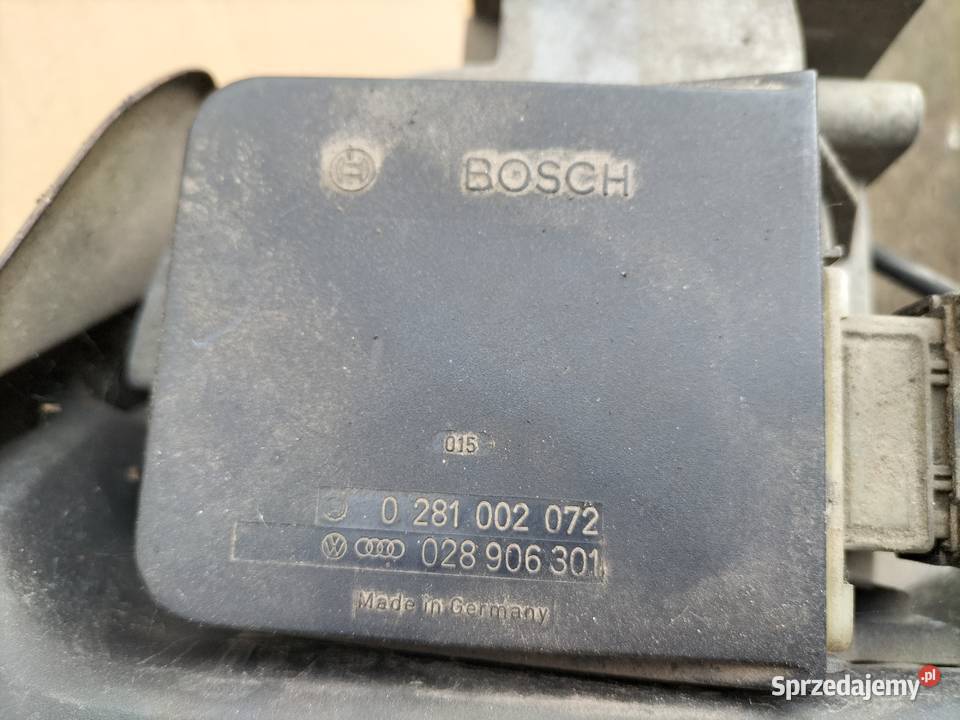 BOSCH
015
0 281 002 072
028 906 301
Made in Germany
Sprzedajemy.pl